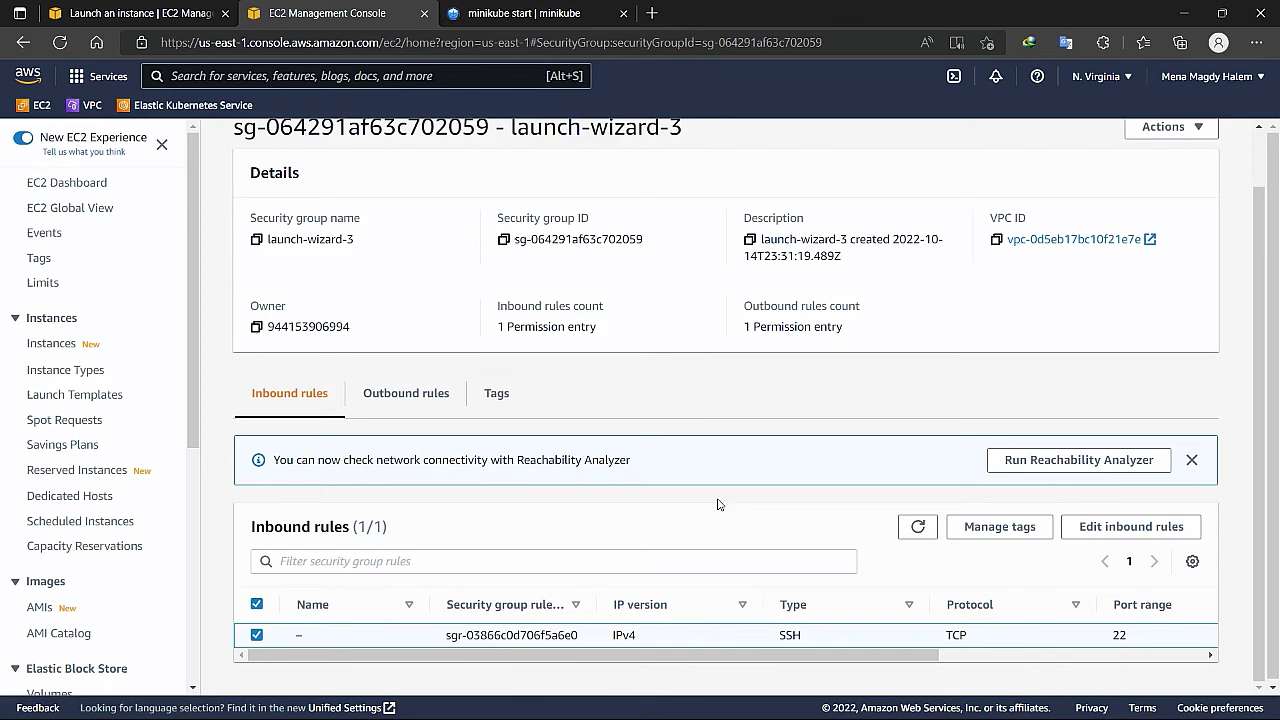 Launch an instance | EC2 Manag
EC2 Management Console
minikube start | minikube
https://us-east-1.console.aws.amazon.com/ec2/home?region=us-east-1#SecurityGroup:securityGroupId=sg-064291af63c702059
aws
Services
Search for services, features, blogs, docs, and more
[Alt+S]
N. Virginia
Mena Magdy Halem
EC2
VPC
Elastic Kubernetes Service
New EC2 Experience
Tell us what you think
EC2 Dashboard
EC2 Global View
Events
Tags
Limits
Instances
Instances New
Instance Types
Launch Templates
Spot Requests
Savings Plans
Reserved Instances New
Dedicated Hosts
Scheduled Instances
Capacity Reservations
Images
AMIs New
AMI Catalog
Elastic Block Store
Volumes
sg-064291af63c702059 - launch-wizard-3
Actions
Details
Security group name
launch-wizard-3
Security group ID
sg-064291af63c702059
Description
launch-wizard-3 created 2022-10-
14T23:31:19.489Z
VPC ID
vpc-0d5eb17bc10f21e7e
Owner
944153906994
Inbound rules count
1 Permission entry
Outbound rules count
1 Permission entry
Inbound rules
Outbound rules
Tags
You can now check network connectivity with Reachability Analyzer
Run Reachability Analyzer
Inbound rules (1/1)
Manage tags
Edit inbound rules
Filter security group rules
1
Name
Security group rule...
IP version
Type
Protocol
Port range
–
sgr-03866c0d706f5a6e0
IPv4
SSH
TCP
22
Feedback
Looking for language selection? Find it in the new Unified Settings
© 2022, Amazon Web Services, Inc. or its affiliates.
Privacy
Terms
Cookie preferences